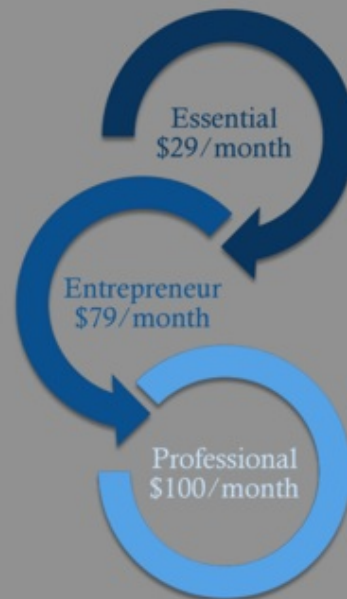 Essential
$29/month
Entrepreneur
$79/month
Professional
$100/month